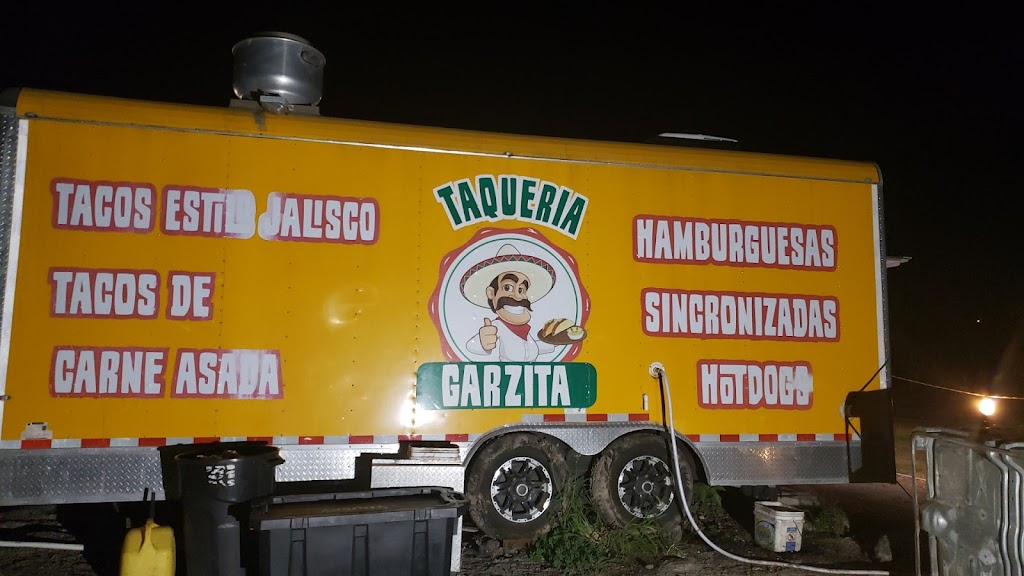 TACOS ESTILO JALISCO
TACOS DE
CARNE ASADA
TAQUERIA
GARZITA
HAMBURGUESAS
SINCRONIZADAS
HOTDOGS